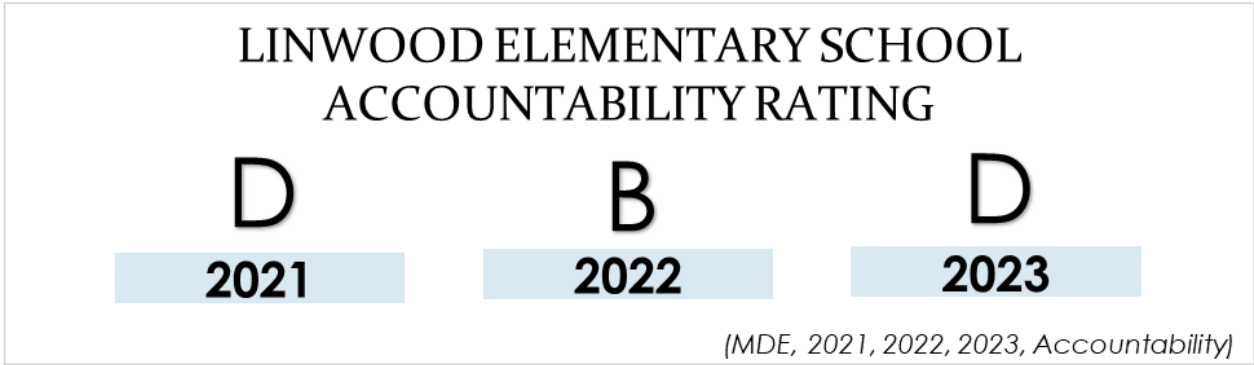 LINWOOD ELEMENTARY SCHOOL
ACCOUNTABILITY RATING
D B D
2021 2022 2023
(MDE, 2021, 2022, 2023, Accountability)